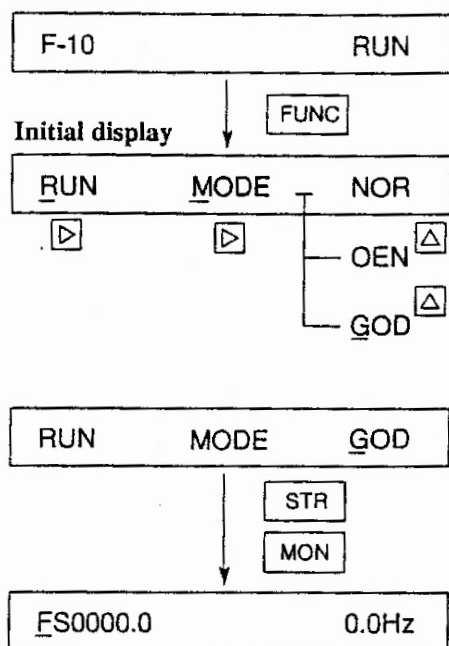 F-10 RUN
FUNC
Initial display
RUN MODE NOR
OEN
GOD
RUN MODE GOD
STR
MON
FS0000.0 0.0Hz